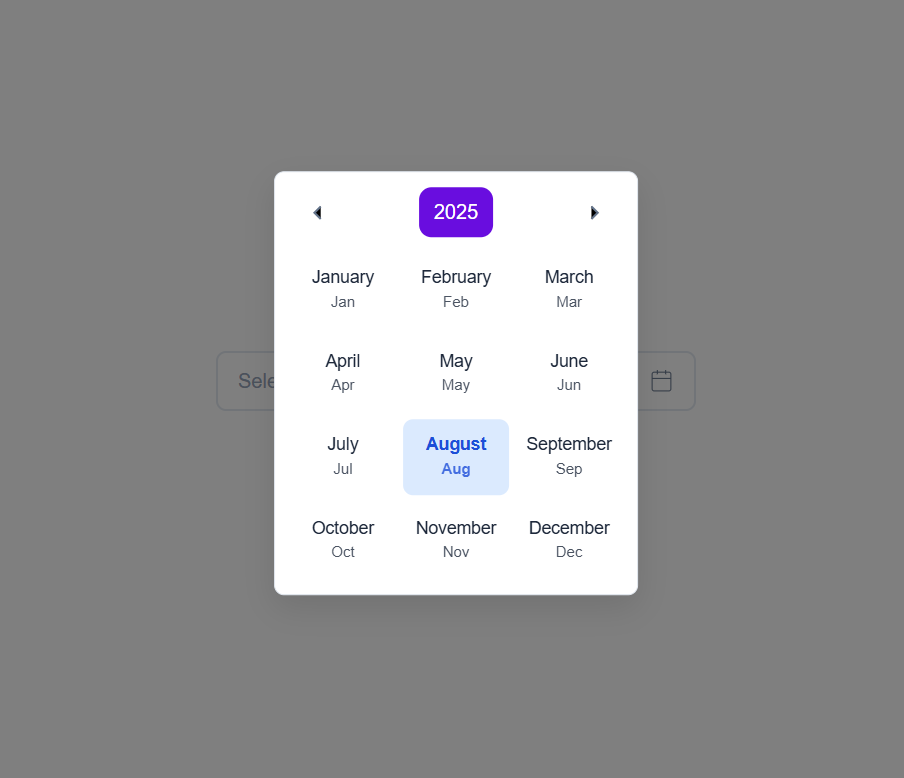 2025
January February March
Jan Feb Mar
April May June
Apr May Jun
Sele
July August September
Jul Aug Sep
October November December
Oct Nov Dec